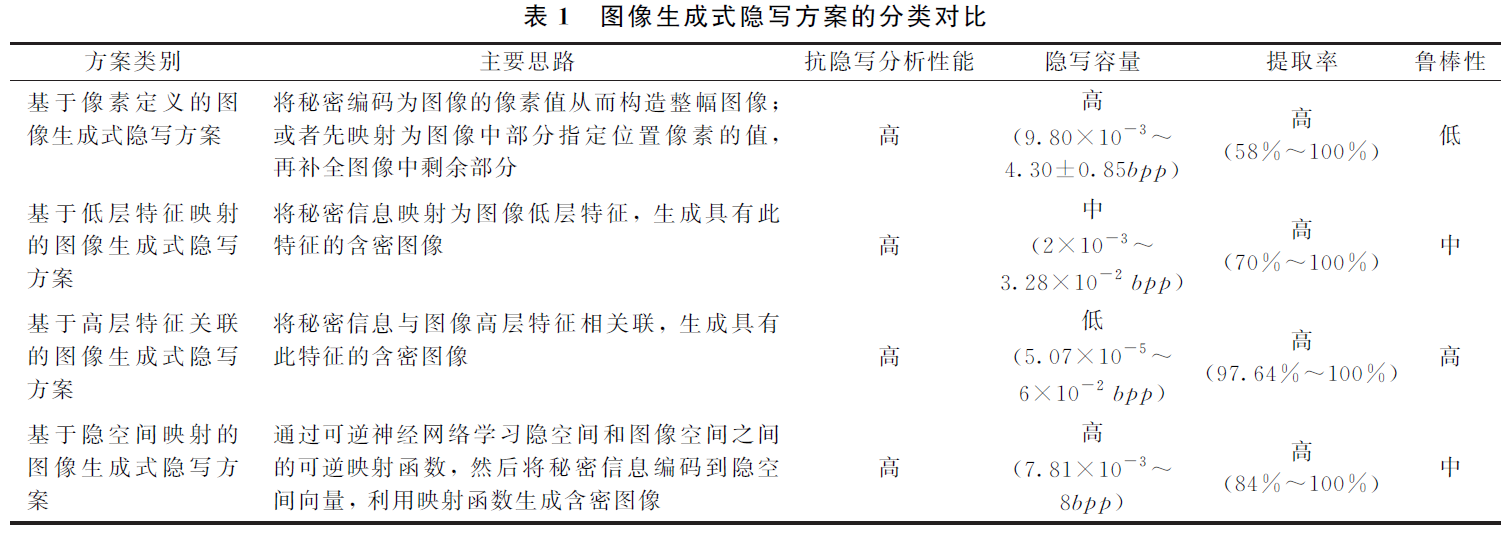 表 1 图像生成式隐写方案的分类对比
方案类别 主要思路 抗隐写分析性能 隐写容量 提取率 鲁棒性
基于像素定义的图
像生成式隐写方案
将秘密编码为图像的像素值从而构造整幅图像；
或者先映射为图像中部分指定位置像素的值，
再补全图像中剩余部分
高
高
(9.80×10⁻³～
4.30±0.85bpp)
高
(58%～100%)
低
基于低层特征映射
的图像生成式隐写
方案
将秘密信息映射为图像低层特征，生成具有此
特征的含密图像
高
中
(2×10⁻³～
3.28×10⁻² bpp)
高
(70%～100%)
中
基于高层特征关联
的图像生成式隐写
方案
将秘密信息与图像高层特征相关联，生成具有
此特征的含密图像
高
低
(5.07×10⁻⁵～
6×10⁻² bpp)
高
(97.64%～100%)
高
基于隐空间映射的
图像生成式隐写方
案
通过可逆神经网络学习隐空间和图像空间之间
的可逆映射函数，然后将秘密信息编码到隐空
间向量，利用映射函数生成含密图像
高
高
(7.81×10⁻³～
8bpp)
高
(84%～100%)
中